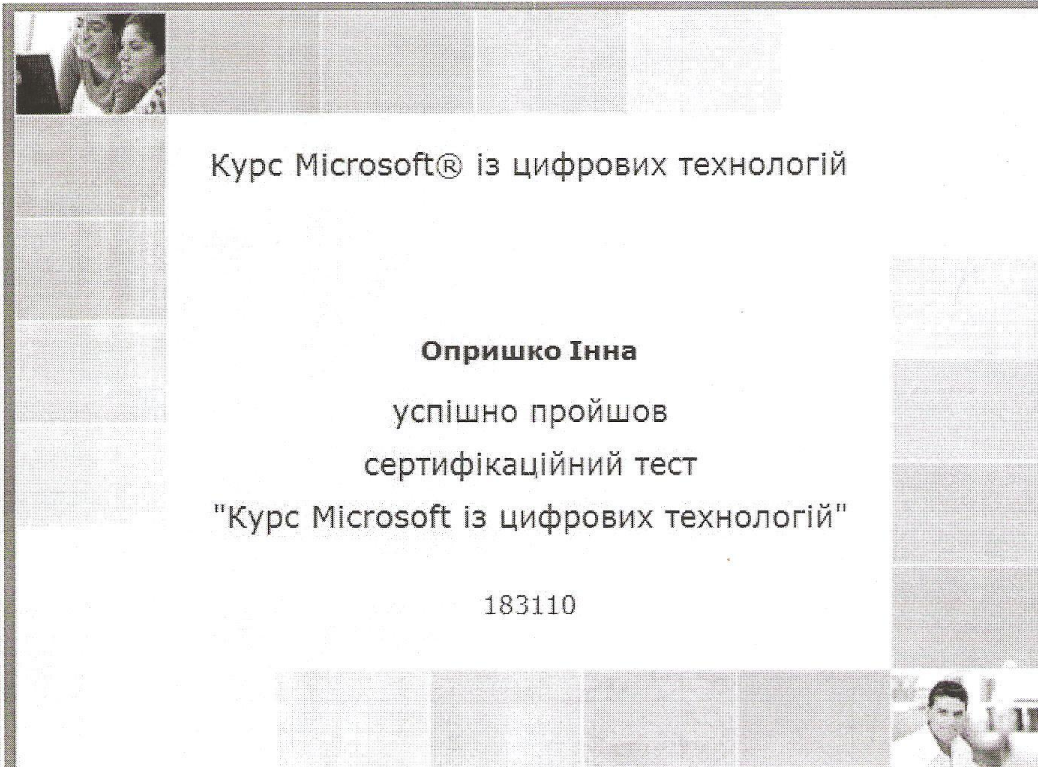 Курс Microsoft® із цифрових технологій
Опришко Інна
успішно пройшов
сертифікаційний тест
"Курс Microsoft із цифрових технологій"
183110